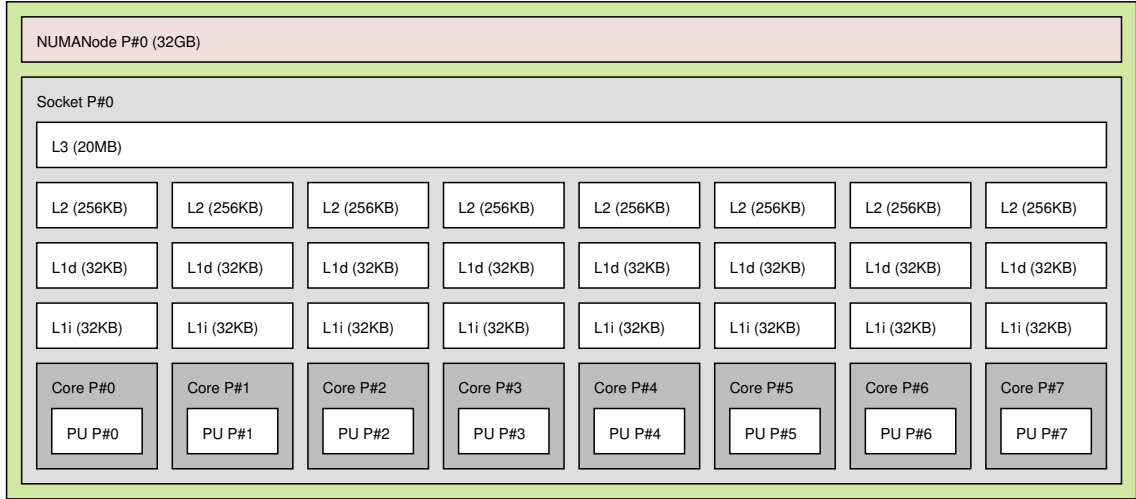 NUMANode P#0 (32GB)
Socket P#0
L3 (20MB)
L2 (256KB) L2 (256KB) L2 (256KB) L2 (256KB) L2 (256KB) L2 (256KB) L2 (256KB) L2 (256KB)
L1d (32KB) L1d (32KB) L1d (32KB) L1d (32KB) L1d (32KB) L1d (32KB) L1d (32KB) L1d (32KB)
L1i (32KB) L1i (32KB) L1i (32KB) L1i (32KB) L1i (32KB) L1i (32KB) L1i (32KB) L1i (32KB)
Core P#0 Core P#1 Core P#2 Core P#3 Core P#4 Core P#5 Core P#6 Core P#7
PU P#0 PU P#1 PU P#2 PU P#3 PU P#4 PU P#5 PU P#6 PU P#7